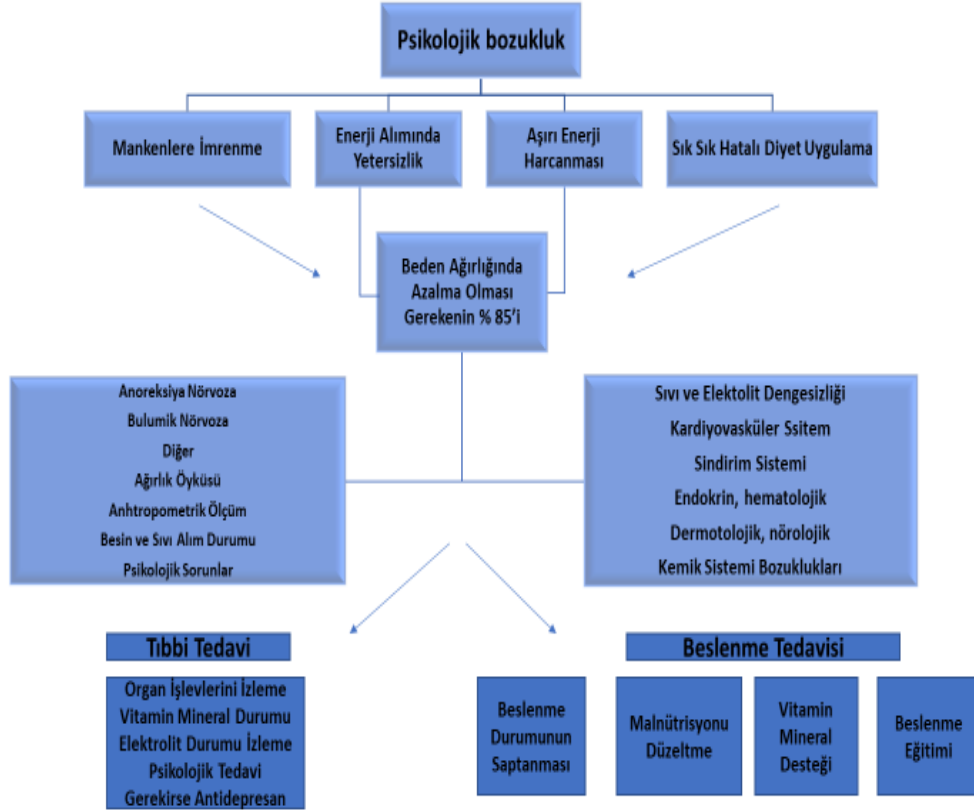 Psikolojik bozukluk
Mankenlere İmrenme
Enerji Alımında
Yetersizlik
Aşırı Enerji
Harcanması
Sık Sık Hatalı Diyet Uygulama
Beden Ağırlığında
Azalma Olması
Gerekenin % 85'i
Anoreksiya Nörvoza
Bulumik Nörvoza
Diğer
Ağırlık Öyküsü
Anhtropometrik Ölçüm
Besin ve Sıvı Alım Durumu
Psikolojik Sorunlar
Sıvı ve Elektolit Dengesizliği
Kardiyovasküler Ssitem
Sindirim Sistemi
Endokrin, hematolojik
Dermotolojik, nörolojik
Kemik Sistemi Bozuklukları
Tıbbi Tedavi
Organ İşlevlerini İzleme
Vitamin Mineral Durumu
Elektrolit Durumu İzleme
Psikolojik Tedavi
Gerekirse Antidepresan
Beslenme Tedavisi
Beslenme
Durumunun
Saptanması
Malnütrisyonu
Düzeltme
Vitamin
Mineral
Desteği
Beslenme
Eğitimi